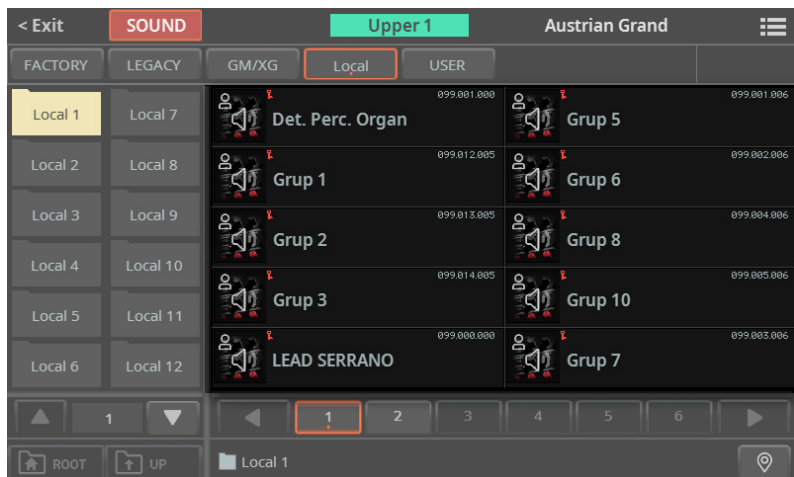 < Exit SOUND Upper 1 Austrian Grand
FACTORY LEGACY GM/XG Local USER
Local 1 Local 7
Local 2 Local 8
Local 3 Local 9
Local 4 Local 10
Local 5 Local 11
Local 6 Local 12
099.001.000 099.001.006
Det. Perc. Organ Grup 5
099.012.005 099.002.006
Grup 1 Grup 6
099.013.005 099.004.006
Grup 2 Grup 8
099.014.005 099.005.006
Grup 3 Grup 10
099.000.000 099.003.006
LEAD SERRANO Grup 7
1 1 2 3 4 5 6
ROOT UP Local 1